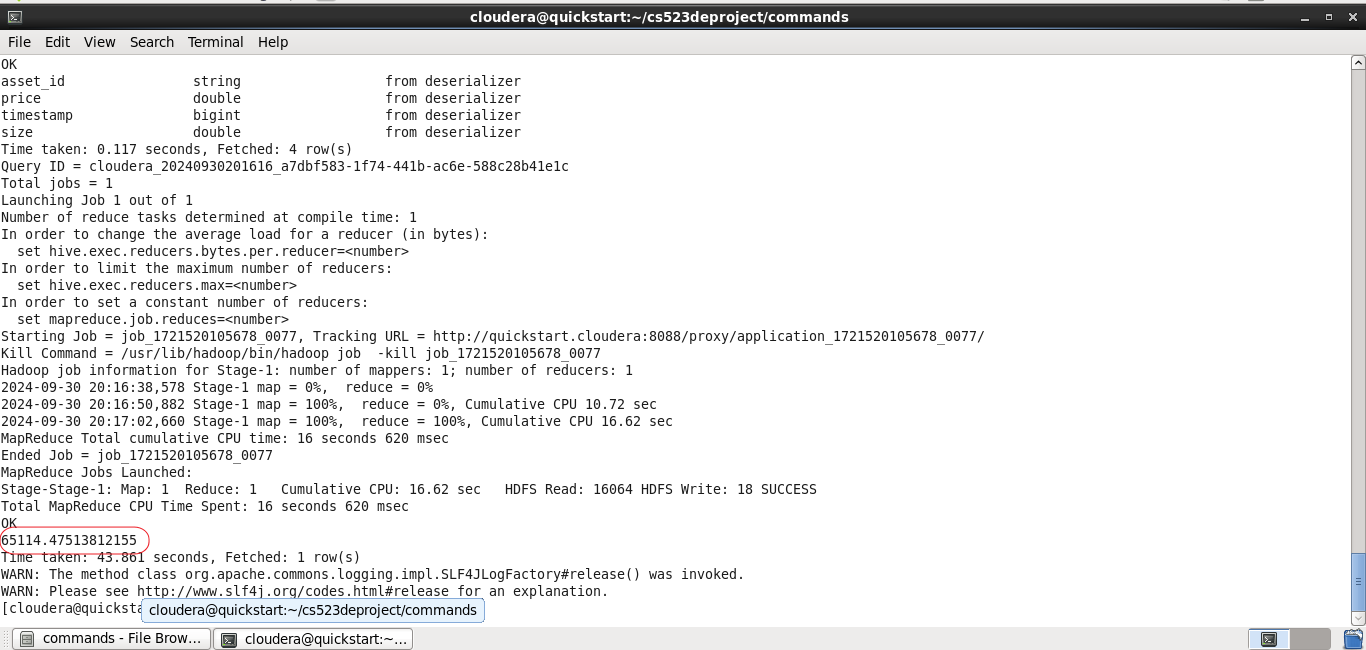 cloudera@quickstart:~/cs523deproject/commands
File Edit View Search Terminal Help
OK
asset_id                string                  from deserializer
price                   double                  from deserializer
timestamp               bigint                  from deserializer
size                    double                  from deserializer
Time taken: 0.117 seconds, Fetched: 4 row(s)
Query ID = cloudera_20240930201616_a7dbf583-1f74-441b-ac6e-588c28b41e1c
Total jobs = 1
Launching Job 1 out of 1
Number of reduce tasks determined at compile time: 1
In order to change the average load for a reducer (in bytes):
  set hive.exec.reducers.bytes.per.reducer=<number>
In order to limit the maximum number of reducers:
  set hive.exec.reducers.max=<number>
In order to set a constant number of reducers:
  set mapreduce.job.reduces=<number>
Starting Job = job_1721520105678_0077, Tracking URL = http://quickstart.cloudera:8088/proxy/application_1721520105678_0077/
Kill Command = /usr/lib/hadoop/bin/hadoop job  -kill job_1721520105678_0077
Hadoop job information for Stage-1: number of mappers: 1; number of reducers: 1
2024-09-30 20:16:38,578 Stage-1 map = 0%,  reduce = 0%
2024-09-30 20:16:50,882 Stage-1 map = 100%,  reduce = 0%, Cumulative CPU 10.72 sec
2024-09-30 20:17:02,660 Stage-1 map = 100%,  reduce = 100%, Cumulative CPU 16.62 sec
MapReduce Total cumulative CPU time: 16 seconds 620 msec
Ended Job = job_1721520105678_0077
MapReduce Jobs Launched:
Stage-Stage-1: Map: 1  Reduce: 1   Cumulative CPU: 16.62 sec   HDFS Read: 16064 HDFS Write: 18 SUCCESS
Total MapReduce CPU Time Spent: 16 seconds 620 msec
OK
65114.47513812155
Time taken: 43.861 seconds, Fetched: 1 row(s)
WARN: The method class org.apache.commons.logging.impl.SLF4JLogFactory#release() was invoked.
WARN: Please see http://www.slf4j.org/codes.html#release for an explanation.
[cloudera@quicksta
cloudera@quickstart:~/cs523deproject/commands
commands - File Brow...
cloudera@quickstart:~...